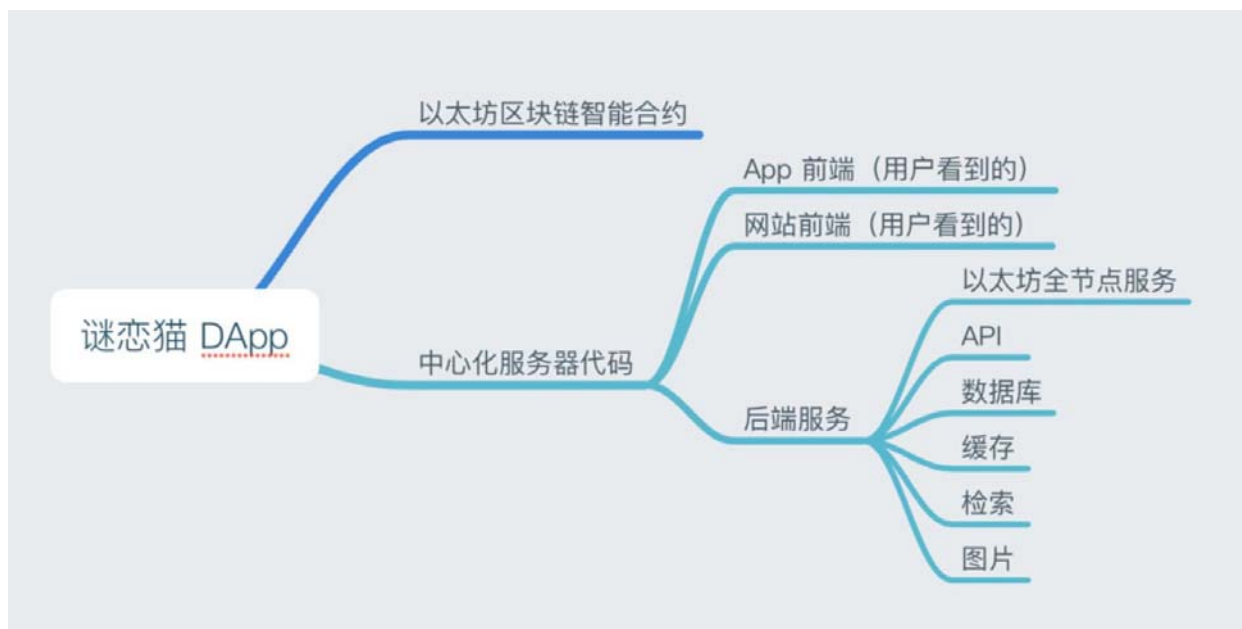 以太坊区块链智能合约
App 前端（用户看到的）
网站前端（用户看到的）
以太坊全节点服务
谜恋猫 DApp
API
中心化服务器代码
数据库
后端服务
缓存
检索
图片